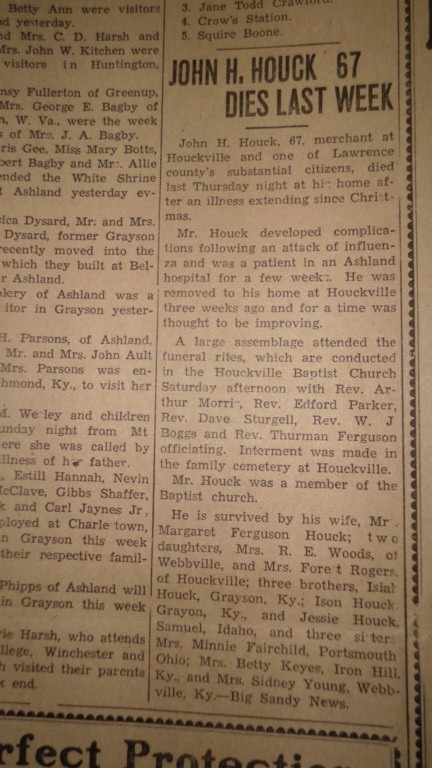 Betty Ann were visitors
d yesterday.
nd Mrs. C. D. Harsh and
Mrs. John W. Kitchen were
visitors in Huntington,
nsy Fullerton of Greenup,
Mrs. George E. Bagby of
n, W. Va., were the week
s of Mrs. J. A. Bagby.
ris Gee, Miss Mary Botts,
bert Bagby and Mrs. Allie
ended the White Shrine
t Ashland yesterday ev-
sica Dysard, Mr. and Mrs.
Dysard, former Grayson
recently moved into the
which they built at Bel-
r Ashland.
lery of Ashland was a
itor in Grayson yester-
H. Parsons, of Ashland,
Mr. and Mrs. John Ault
Mrs. Parsons was en-
hmond, Ky., to visit her
M. Wesley and children
unday night from Mt
ere she was called by
llness of her father.
, Estill Hannah, Nevin
McClave, Gibbs Shaffer,
k and Carl Jaynes Jr,
ployed at Charle town,
n Grayson this week
their respective famil-
Phipps of Ashland will
in Grayson this week
rie Harsh, who attends
llege, Winchester and
h visited their parents
k end.
3. Jane Todd Crawford.
4. Crow's Station.
5. Squire Boone.
JOHN H. HOUCK 67
DIES LAST WEEK
John H. Houck, 67, merchant at
Houckville and one of Lawrence
county's substantial citizens, died
last Thursday night at his home af-
ter an illness extending since Christ-
mas.
Mr. Houck developed complica-
tions following an attack of influen-
za and was a patient in an Ashland
hospital for a few weeks. He was
removed to his home at Houckville
three weeks ago and for a time was
thought to be improving.
A large assemblage attended the
funeral rites, which are conducted
in the Houckville Baptist Church
Saturday afternoon with Rev. Ar-
thur Morris, Rev. Edford Parker,
Rev. Dave Sturgell, Rev. W. J
Boggs and Rev. Thurman Ferguson
officiating. Interment was made in
the family cemetery at Houckville.
Mr. Houck was a member of the
Baptist church.
He is survived by his wife, Mr .
Margaret Ferguson Houck; two
daughters, Mrs. R. E. Woods, of
Webbville, and Mrs. Fore t Rogers,
of Houckville; three brothers, Isial
Houck, Grayson, Ky.; Ison Houck
Grayon, Ky., and Jessie Houck,
Samuel, Idaho, and three si ters
Mrs. Minnie Fairchild, Portsmouth
Ohio; Mrs. Betty Keyes, Iron Hill,
Ky., and Mrs. Sidney Young, Webb-
ville, Ky.—Big Sandy News.
rfect Protection